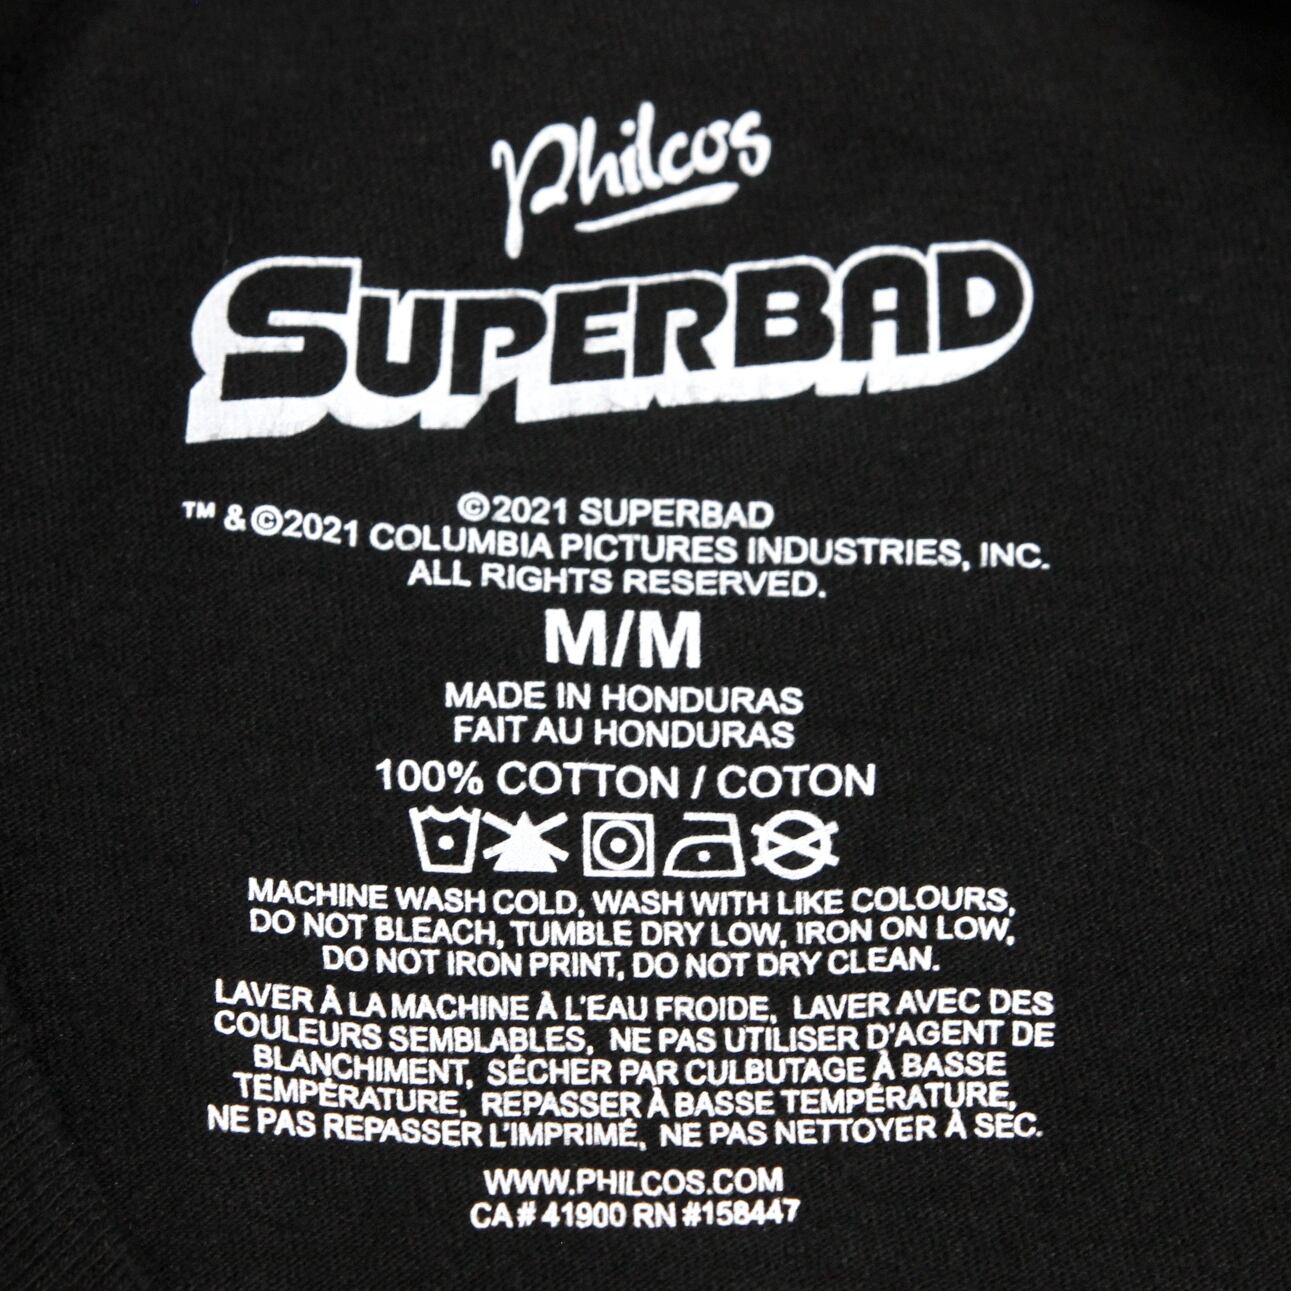 Philcos
SUPERBAD
©2021 SUPERBAD
™ & ©2021 COLUMBIA PICTURES INDUSTRIES, INC.
ALL RIGHTS RESERVED.
M/M
MADE IN HONDURAS
FAIT AU HONDURAS
100% COTTON / COTON
MACHINE WASH COLD, WASH WITH LIKE COLOURS,
DO NOT BLEACH, TUMBLE DRY LOW, IRON ON LOW,
DO NOT IRON PRINT, DO NOT DRY CLEAN.
LAVER À LA MACHINE À L'EAU FROIDE, LAVER AVEC DES
COULEURS SEMBLABLES, NE PAS UTILISER D'AGENT DE
BLANCHIMENT, SÉCHER PAR CULBUTAGE À BASSE
TEMPÉRATURE, REPASSER À BASSE TEMPÉRATURE,
NE PAS REPASSER L'IMPRIMÉ, NE PAS NETTOYER À SEC.
WWW.PHILCOS.COM
CA# 41900 RN #158447